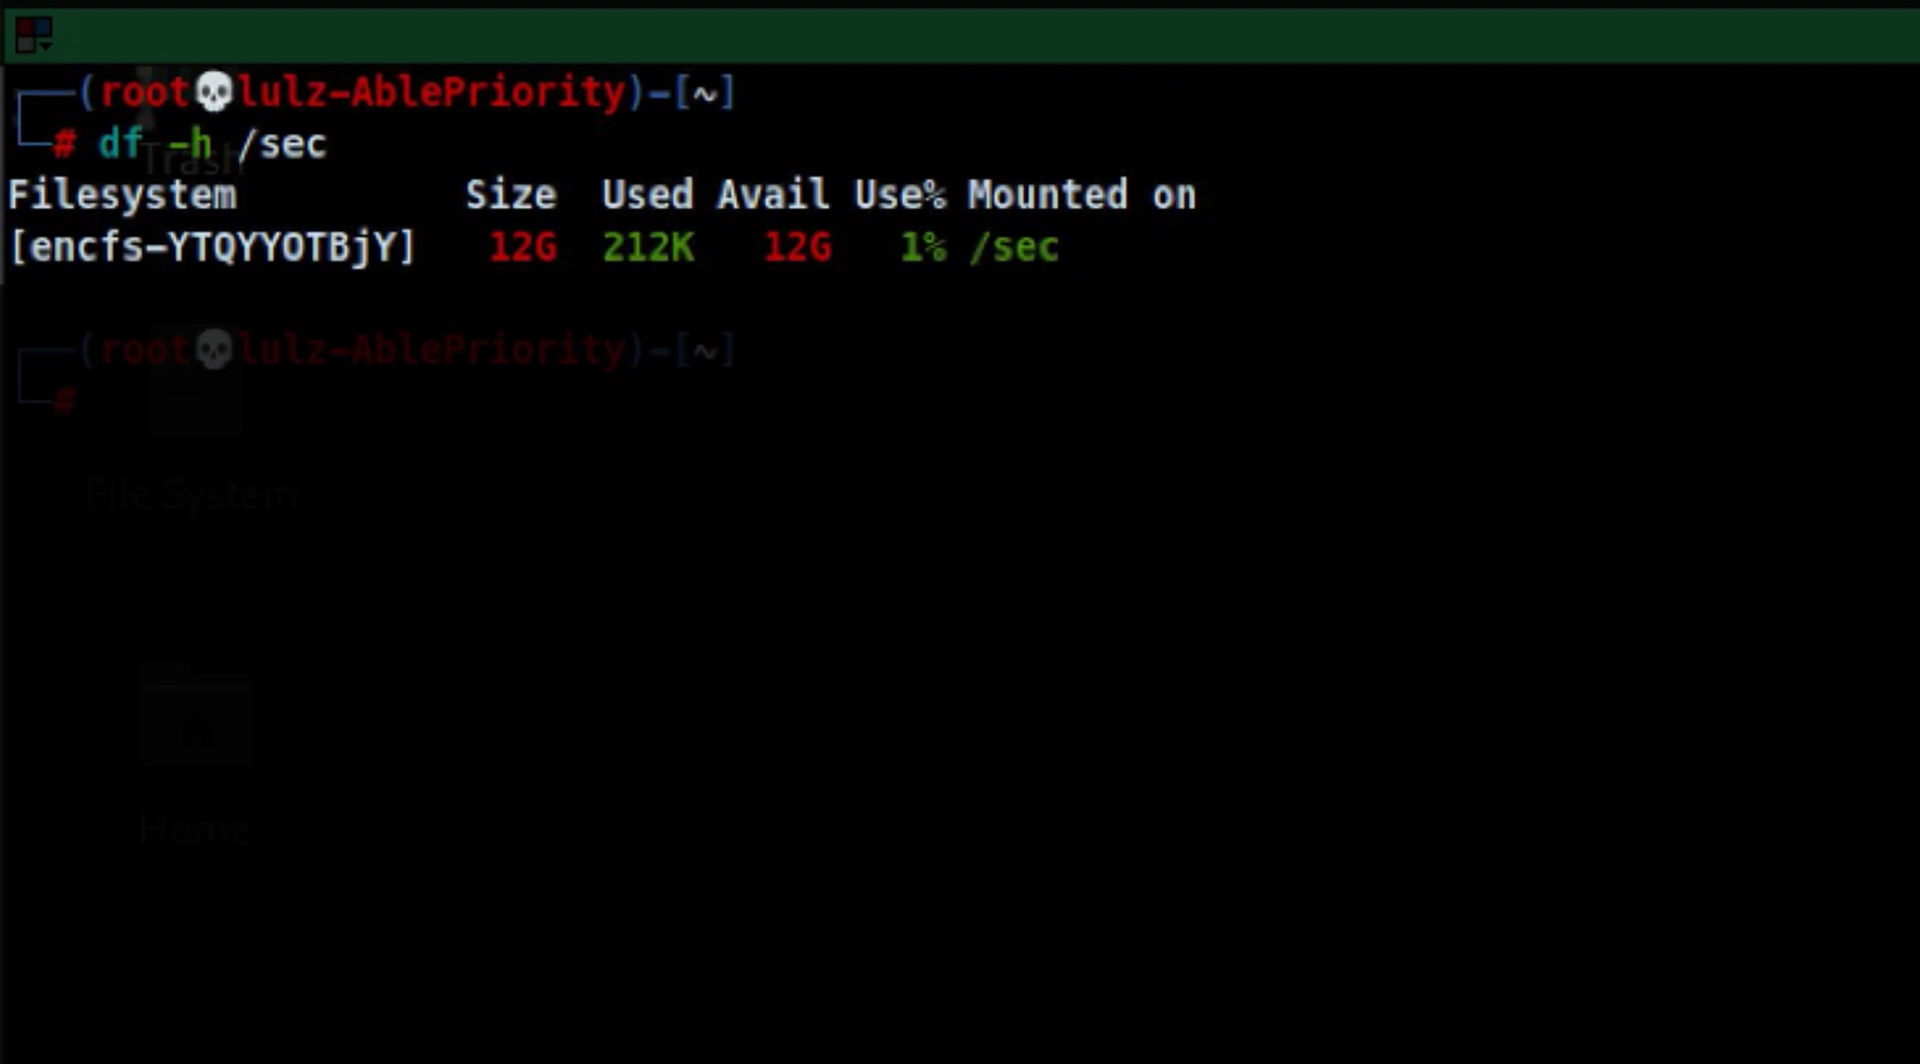 ┌──(root💀lulz-AblePriority)-[~]
└─# df -h /sec
Trash
Filesystem          Size  Used Avail Use% Mounted on
[encfs-YTQYYOTBjY]   12G  212K   12G   1% /sec
┌──(root💀lulz-AblePriority)-[~]
└─#
File System
Home